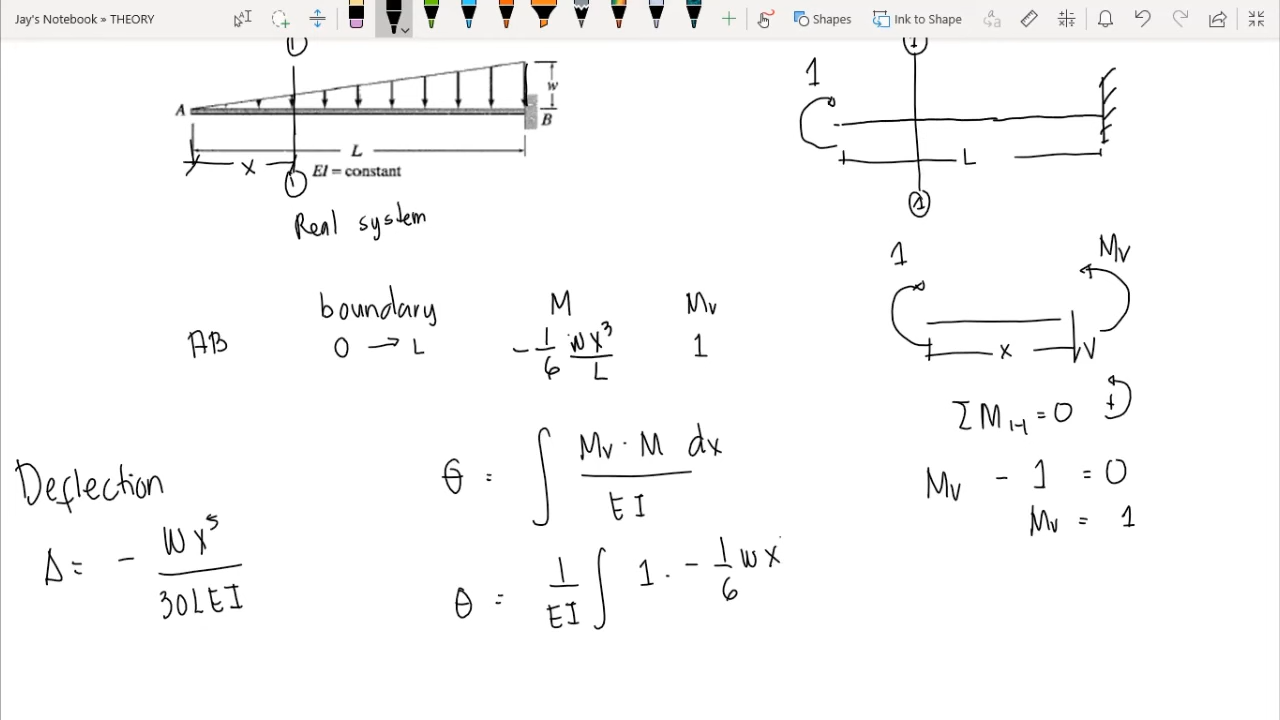 Jay's Notebook » THEORY
Shapes
Ink to Shape
1
1
A
w
B
L
x
1
EI = constant
Real system
1
L
1
boundary M Mv
AB 0 → L -1/6 wx³/L 1
1 Mv
x V
ΣM₁₋₁ = 0
Mv - 1 = 0
Mv = 1
Deflection
Δ = - wx⁵/30LEI
θ = ∫ Mv · M dx / EI
θ = 1/EI ∫ 1 · - 1/6 wx